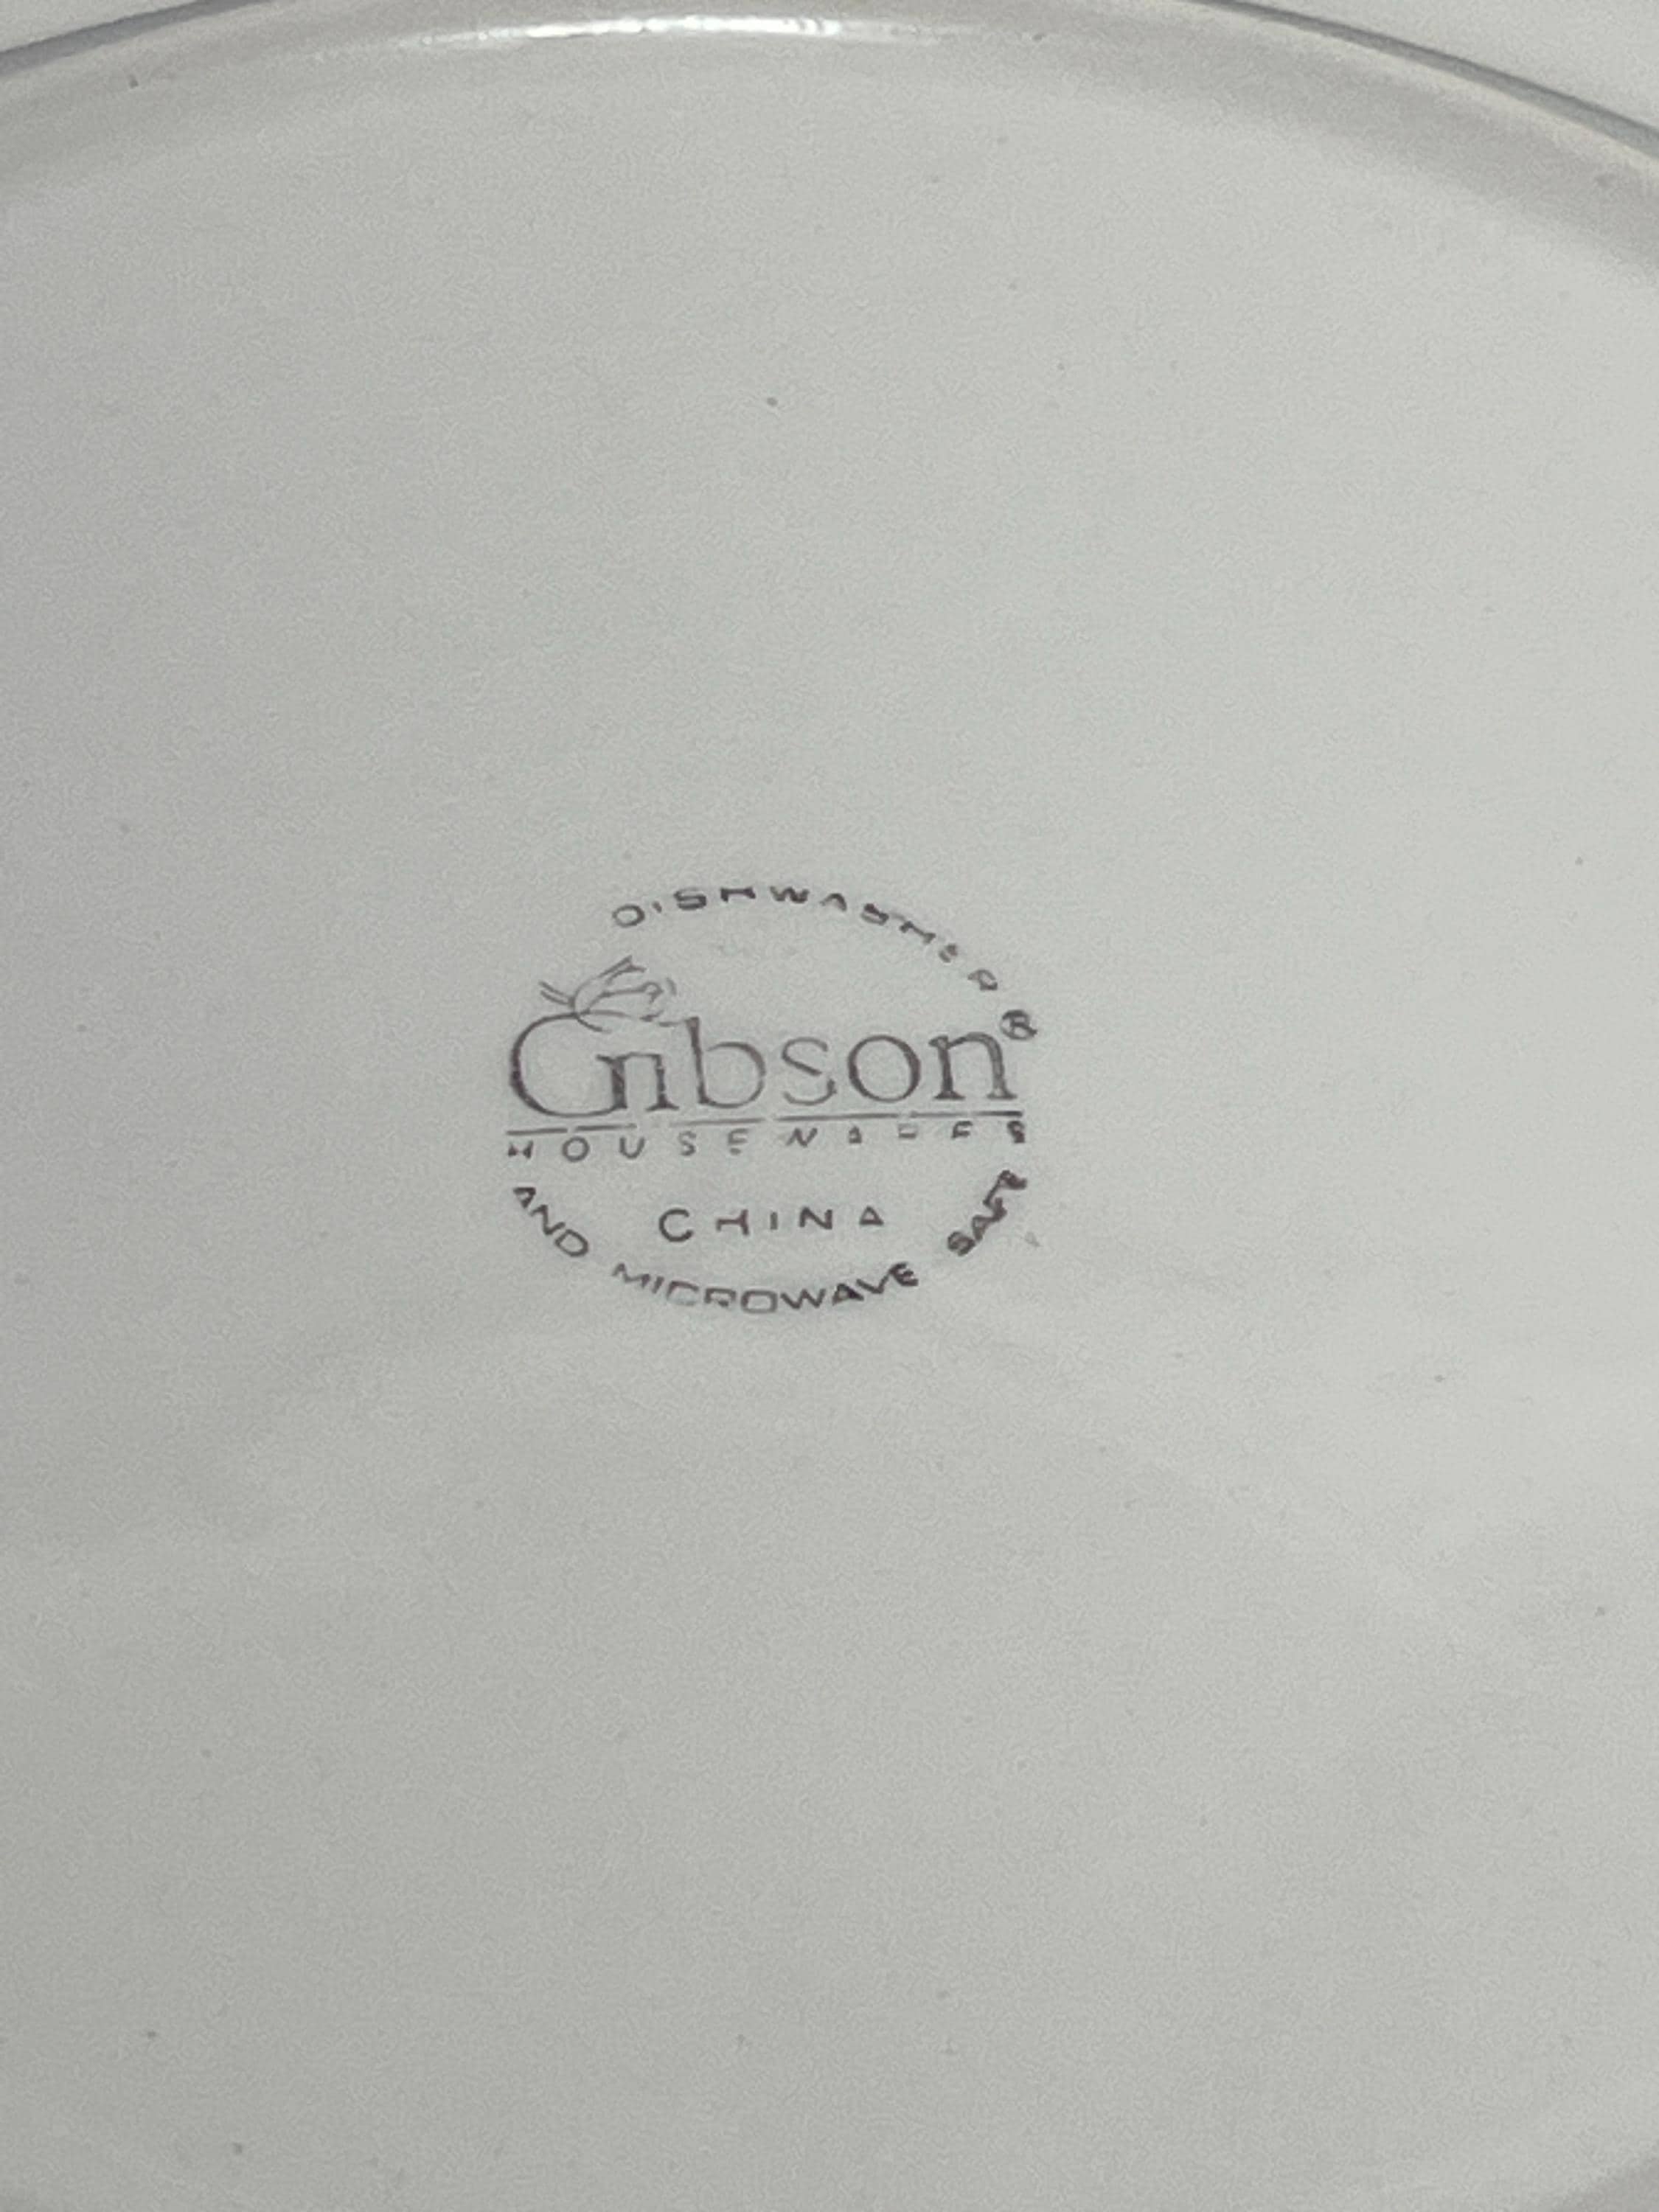 DISHWASHER
Gibson®
HOUSEWARES
CHINA
AND MICROWAVE SAFE